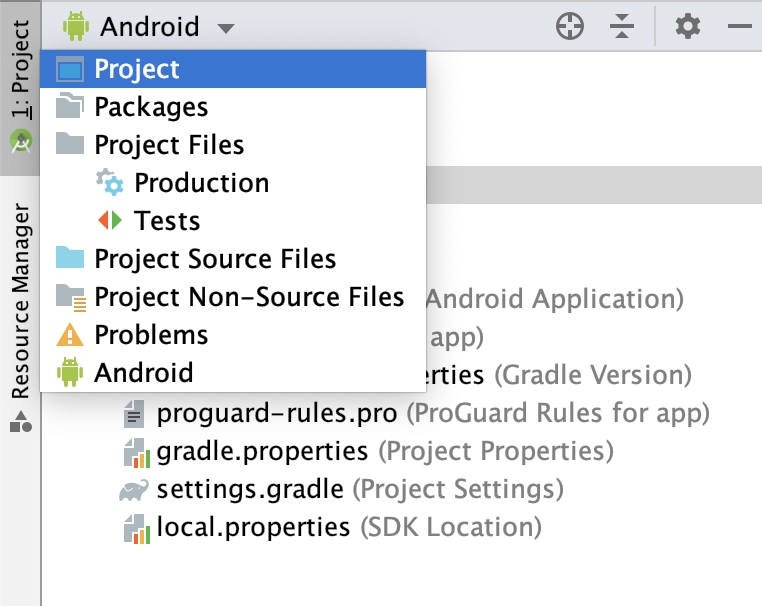 1: Project
Resource Manager
Android
Project
Packages
Project Files
Production
Tests
Project Source Files
Project Non-Source Files
Problems
Android
Android Application)
app)
erties (Gradle Version)
proguard-rules.pro (ProGuard Rules for app)
gradle.properties (Project Properties)
settings.gradle (Project Settings)
local.properties (SDK Location)